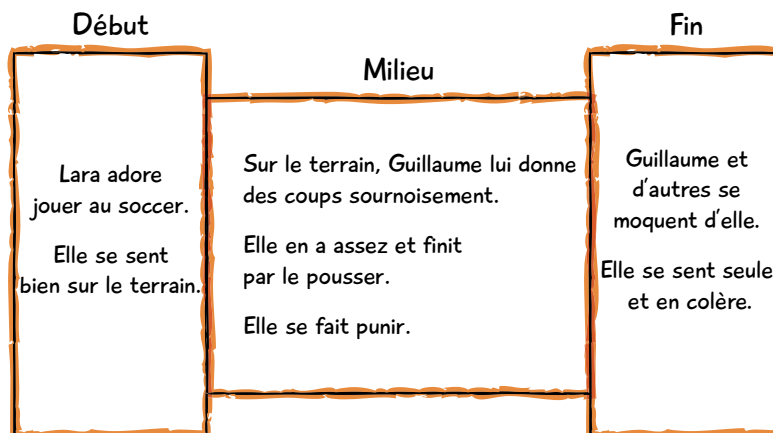 Début
Lara adore
jouer au soccer.
Elle se sent
bien sur le terrain.
Milieu
Sur le terrain, Guillaume lui donne
des coups sournoisement.
Elle en a assez et finit
par le pousser.
Elle se fait punir.
Fin
Guillaume et
d'autres se
moquent d'elle.
Elle se sent seule
et en colère.